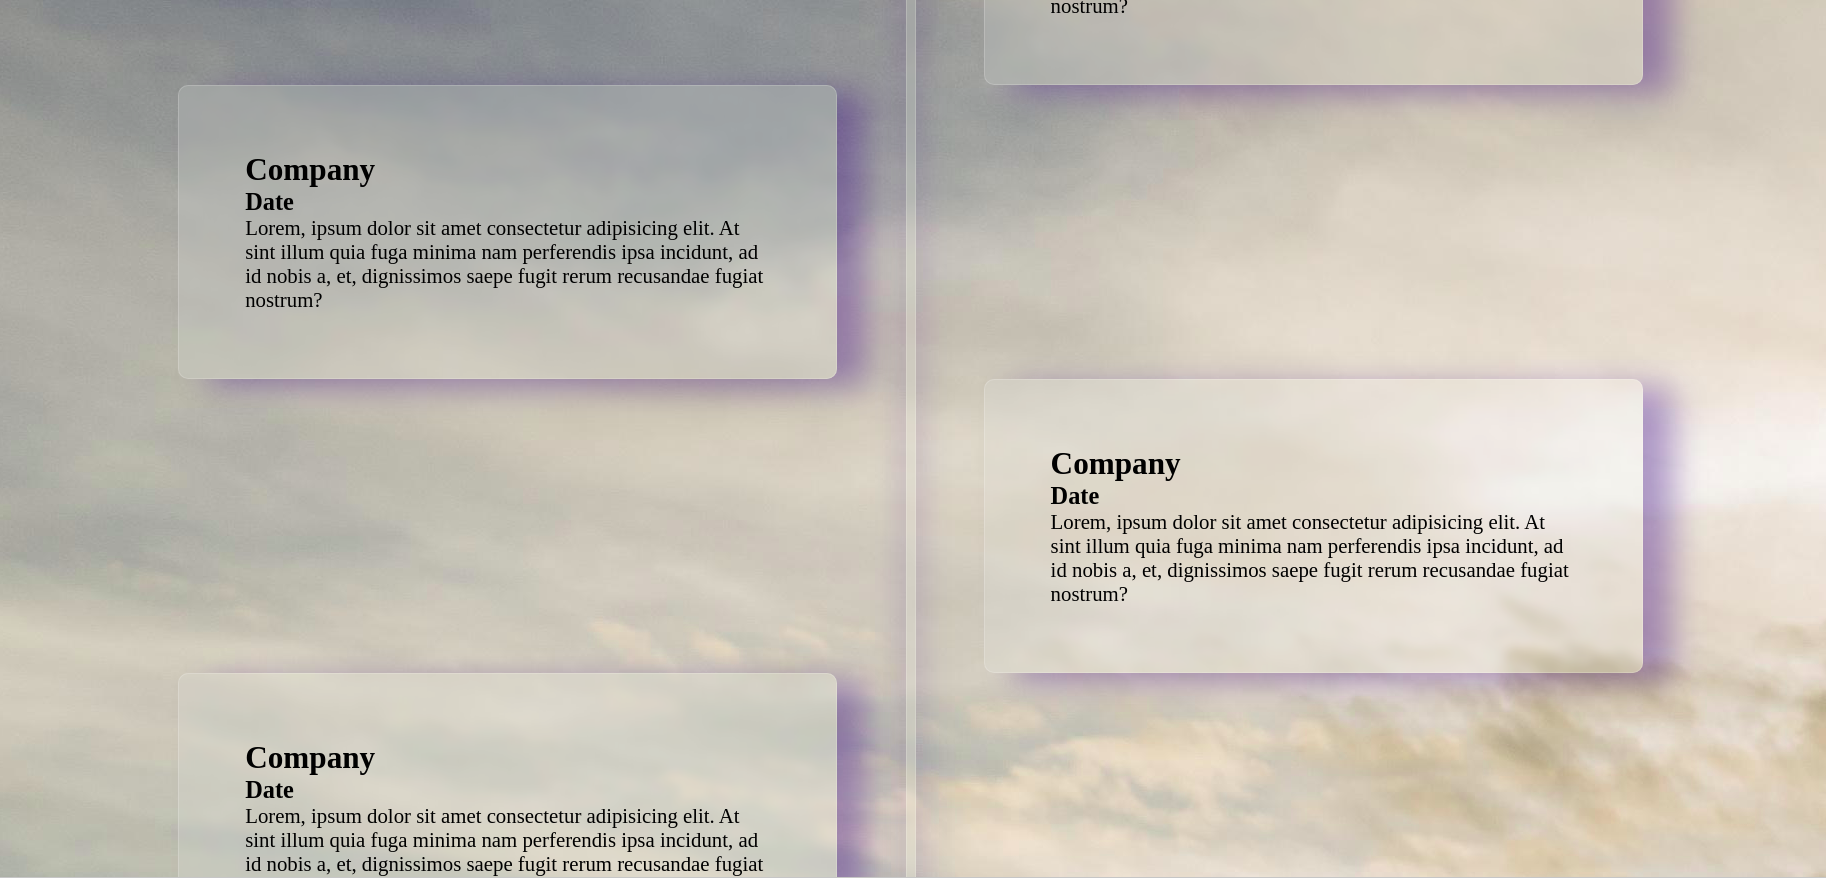 nostrum?
Company
Date
Lorem, ipsum dolor sit amet consectetur adipisicing elit. At
sint illum quia fuga minima nam perferendis ipsa incidunt, ad
id nobis a, et, dignissimos saepe fugit rerum recusandae fugiat
nostrum?
Company
Date
Lorem, ipsum dolor sit amet consectetur adipisicing elit. At
sint illum quia fuga minima nam perferendis ipsa incidunt, ad
id nobis a, et, dignissimos saepe fugit rerum recusandae fugiat
nostrum?
Company
Date
Lorem, ipsum dolor sit amet consectetur adipisicing elit. At
sint illum quia fuga minima nam perferendis ipsa incidunt, ad
id nobis a, et, dignissimos saepe fugit rerum recusandae fugiat